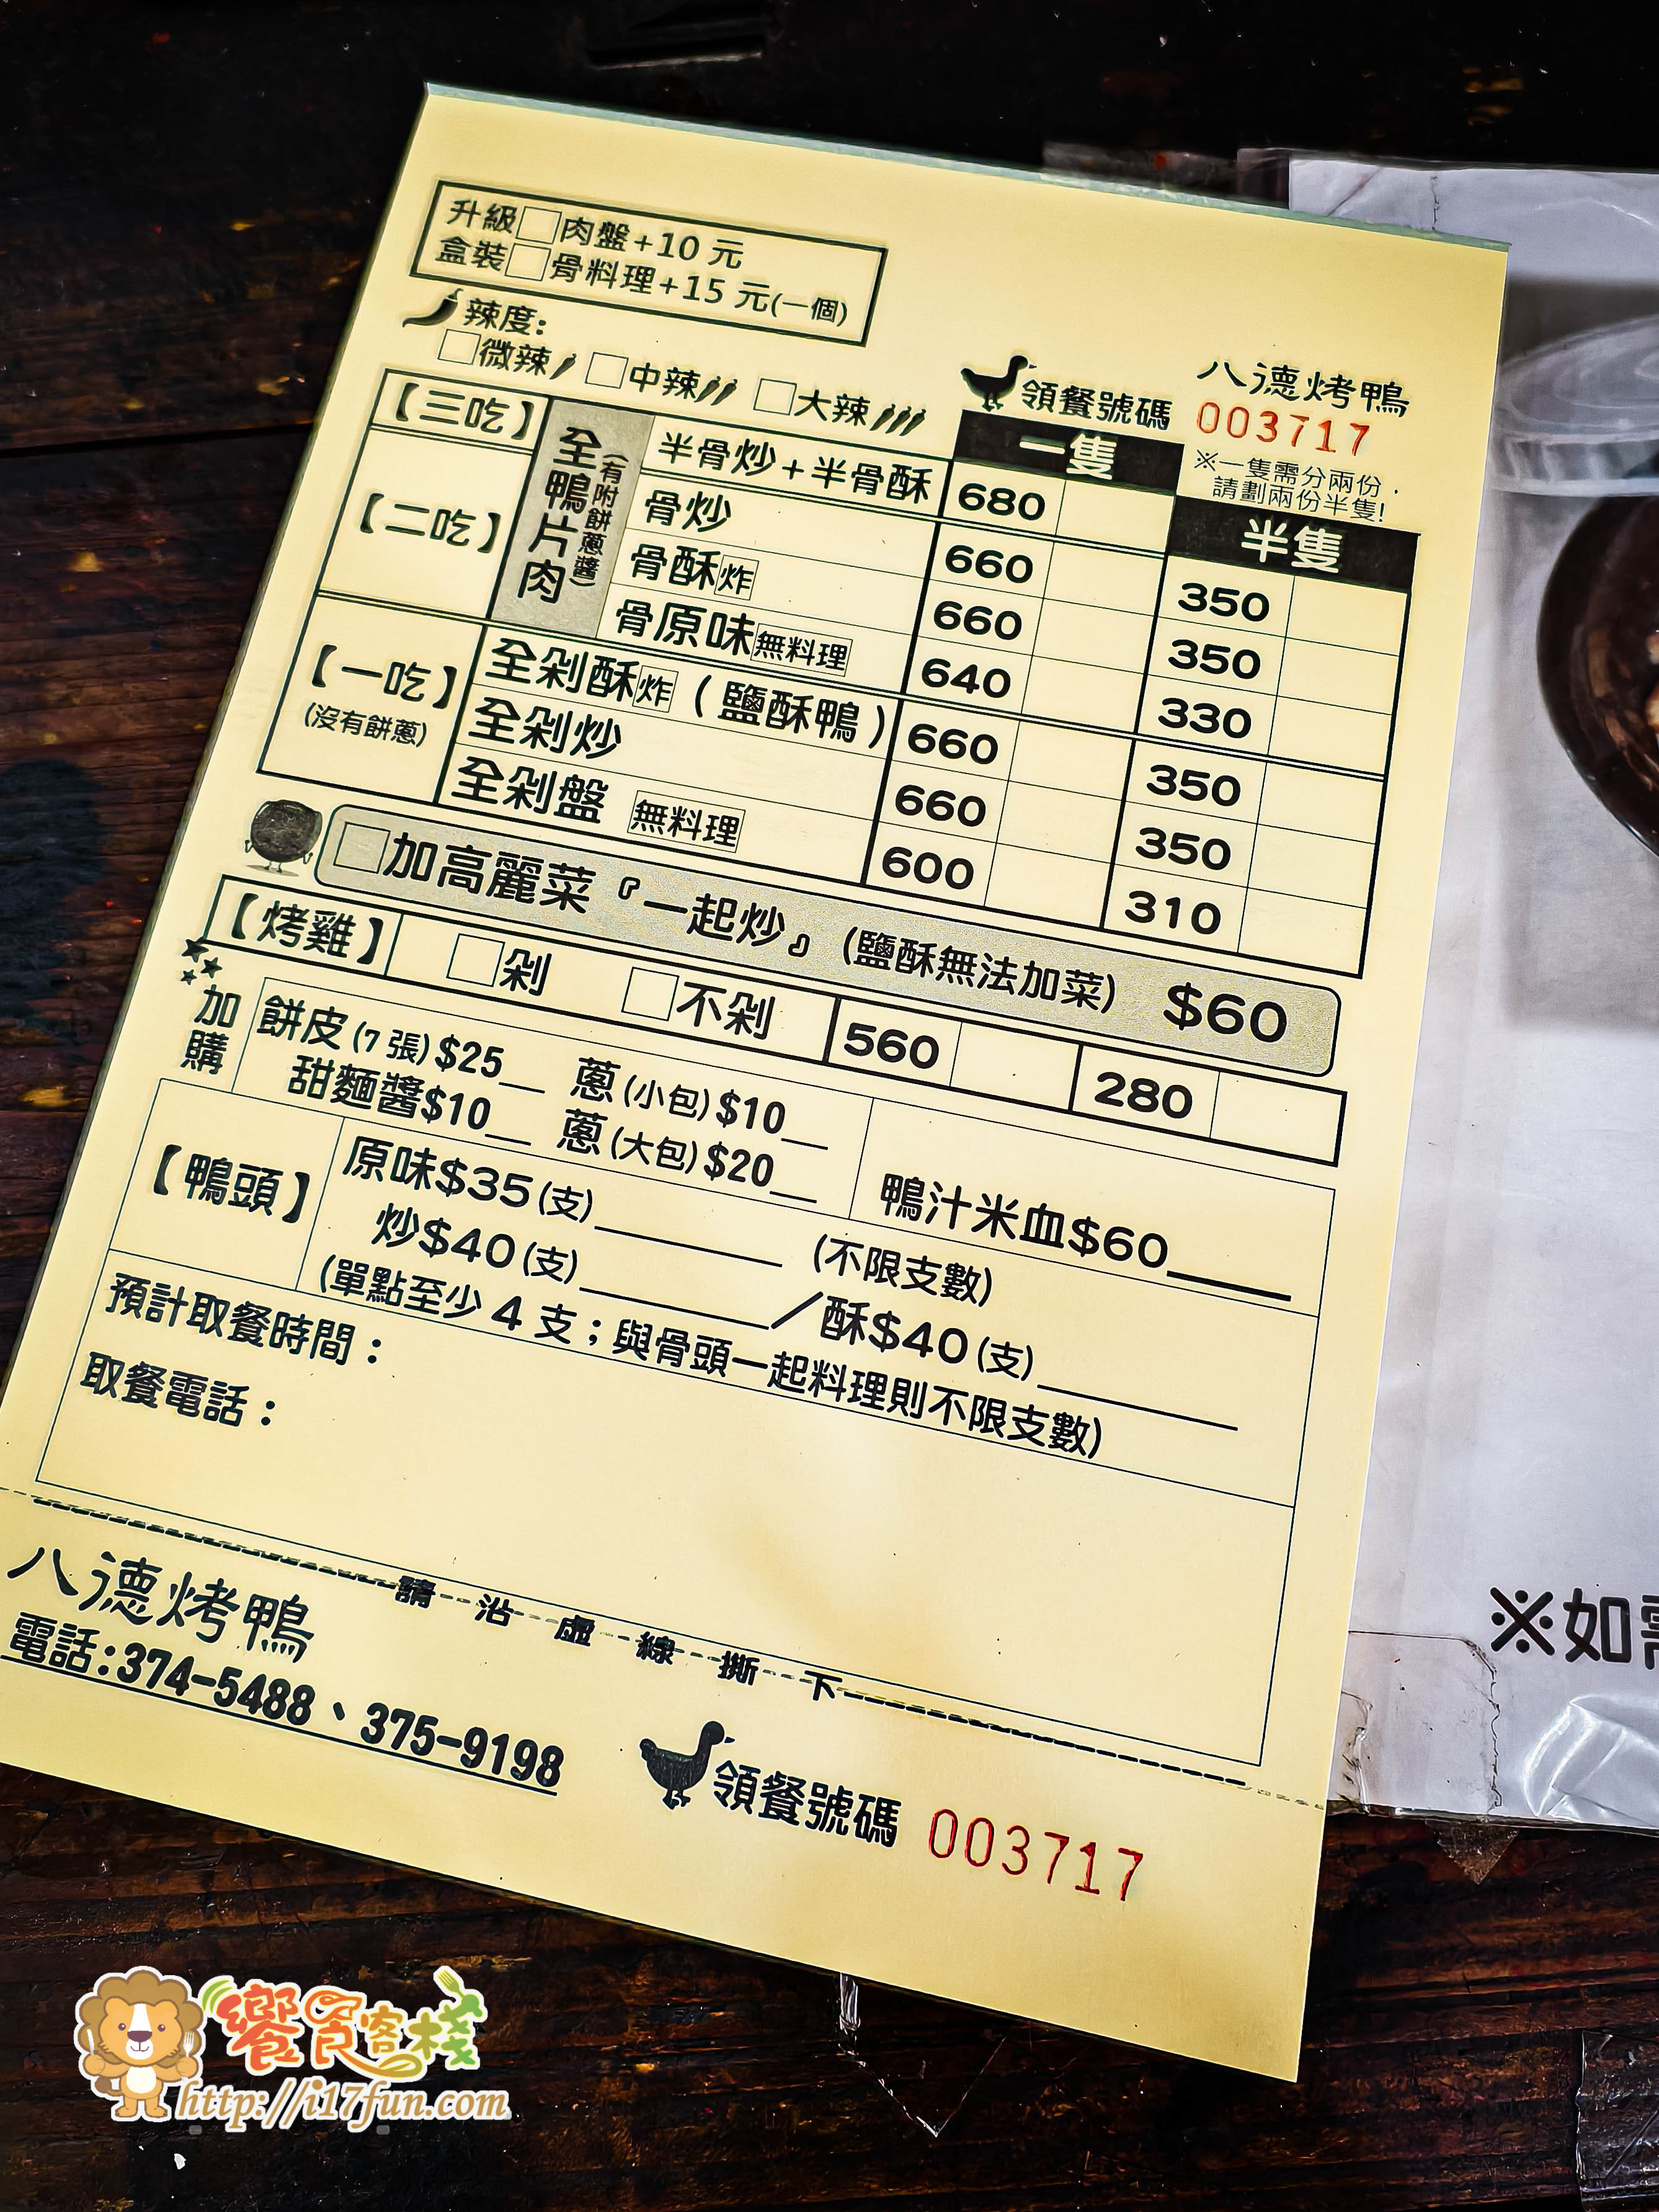 升級□肉盤+10 元
盒裝□骨料理+15 元(一個)
辣度:
□微辣 □中辣 □大辣
領餐號碼
八德烤鴨
003717
※一隻需分兩份,
請劃兩份半隻!
一隻
半隻
【三吃】 全鴨片肉 (有附餅蔥醬) 半骨炒+半骨酥 680
【二吃】 骨炒 660 350
骨酥炸 660 350
骨原味無料理 640 330
【一吃】 全剁酥炸(鹽酥鴨) 660 350
(沒有餅蔥) 全剁炒 660 350
全剁盤 無料理 600 310
□加高麗菜『一起炒』(鹽酥無法加菜) $60
【烤雞】 □剁 □不剁 560 280
加購 餅皮(7 張)$25__ 蔥(小包)$10__
甜麵醬$10__ 蔥(大包)$20__
鴨汁米血$60____
【鴨頭】 原味$35(支)______ (不限支數)
炒$40(支)______/酥$40(支)______
(單點至少 4 支;與骨頭一起料理則不限支數)
預計取餐時間:
取餐電話:
請沿虛線撕下
八德烤鴨
電話:374-5488、375-9198
領餐號碼 003717
※如
饗食客棧
http://i17fun.com